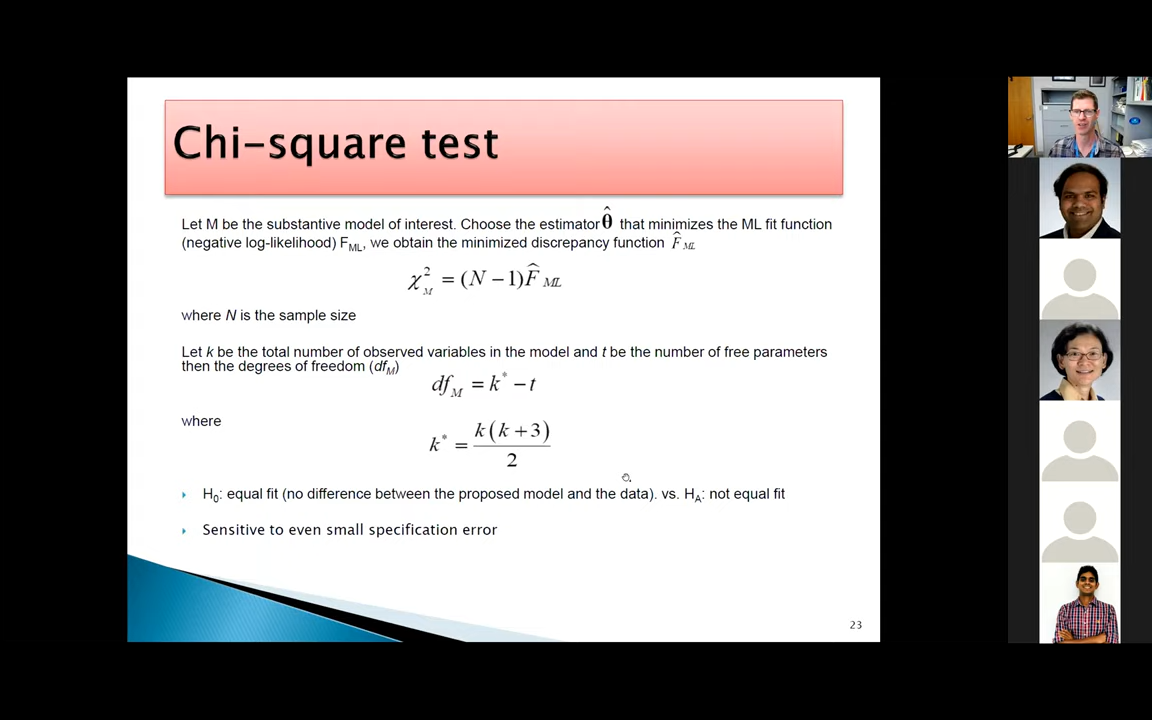 Chi-square test
Let M be the substantive model of interest. Choose the estimator θ̂ that minimizes the ML fit function
(negative log-likelihood) F_ML, we obtain the minimized discrepancy function F̂_ML
χ²_M = (N − 1)F̂_ML
where N is the sample size
Let k be the total number of observed variables in the model and t be the number of free parameters
then the degrees of freedom (df_M)
df_M = k* − t
where
k* = k(k + 3) / 2
H₀: equal fit (no difference between the proposed model and the data). vs. H_A: not equal fit
Sensitive to even small specification error
23